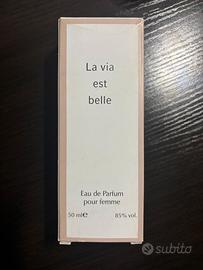 La via
est
belle
Eau de Parfum
pour femme
50 ml℮ 85% vol.
subito